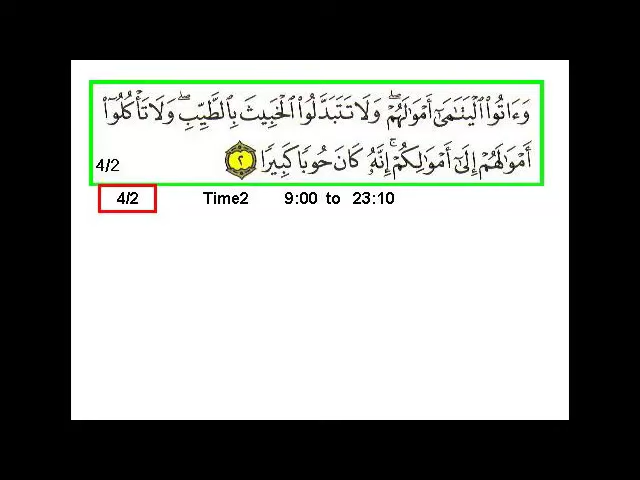 وَءَاتُوا۟ ٱلْيَتَٰمَىٰٓ أَمْوَٰلَهُمْ ۖ وَلَا تَتَبَدَّلُوا۟ ٱلْخَبِيثَ بِٱلطَّيِّبِ ۖ وَلَا تَأْكُلُوٓا۟
أَمْوَٰلَهُمْ إِلَىٰٓ أَمْوَٰلِكُمْ ۚ إِنَّهُۥ كَانَ حُوبًا كَبِيرًا ٢ 4/2
4/2 Time2 9:00 to 23:10